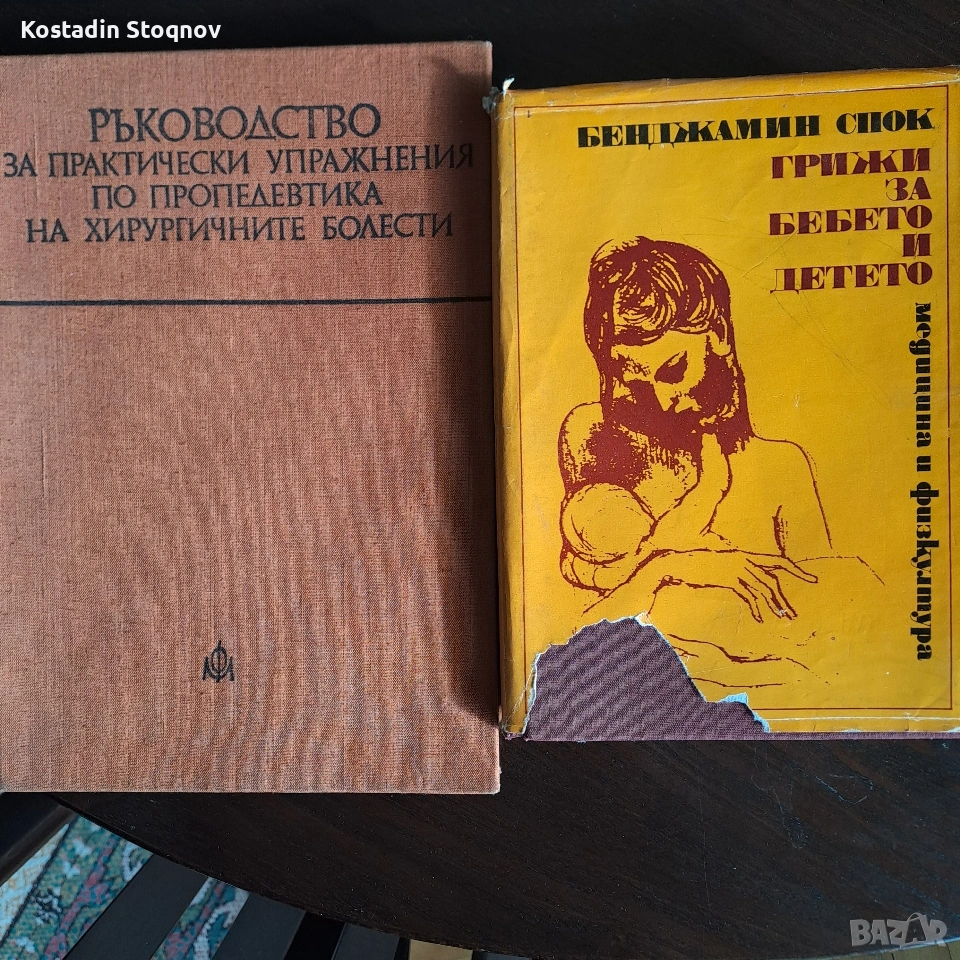 Kostadin Stoqnov
РЪКОВОДСТВО
ЗА ПРАКТИЧЕСКИ УПРАЖНЕНИЯ
ПО ПРОПЕДЕВТИКА
НА ХИРУРГИЧНИТЕ БОЛЕСТИ
БЕНДЖАМИН СПОК
ГРИЖИ
ЗА
БЕБЕТО
И
ДЕТЕТО
медицина и физкултура
BAZAR